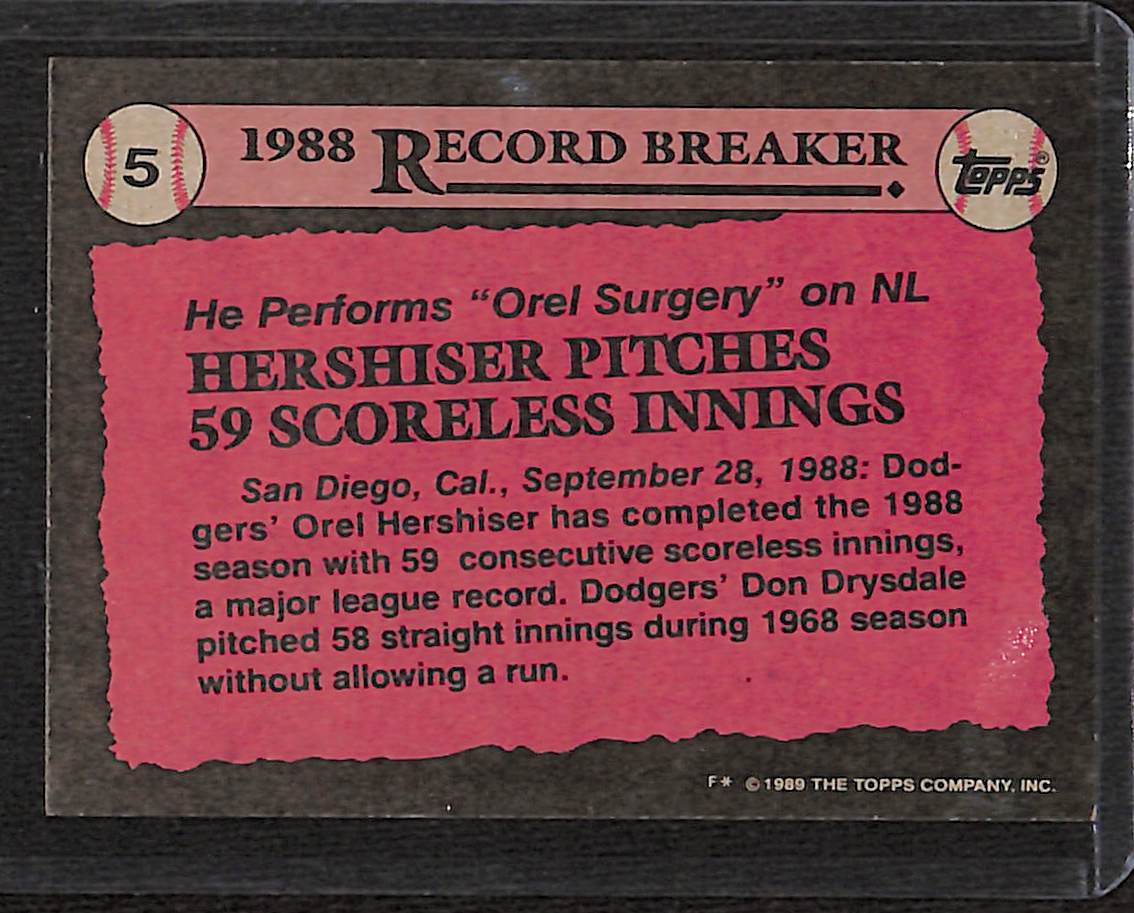 5
1988 RECORD BREAKER
TOPPS®
He Performs “Orel Surgery” on NL
HERSHISER PITCHES
59 SCORELESS INNINGS
San Diego, Cal., September 28, 1988: Dod-
gers’ Orel Hershiser has completed the 1988
season with 59 consecutive scoreless innings,
a major league record. Dodgers’ Don Drysdale
pitched 58 straight innings during 1968 season
without allowing a run.
F* ©1989 THE TOPPS COMPANY, INC.